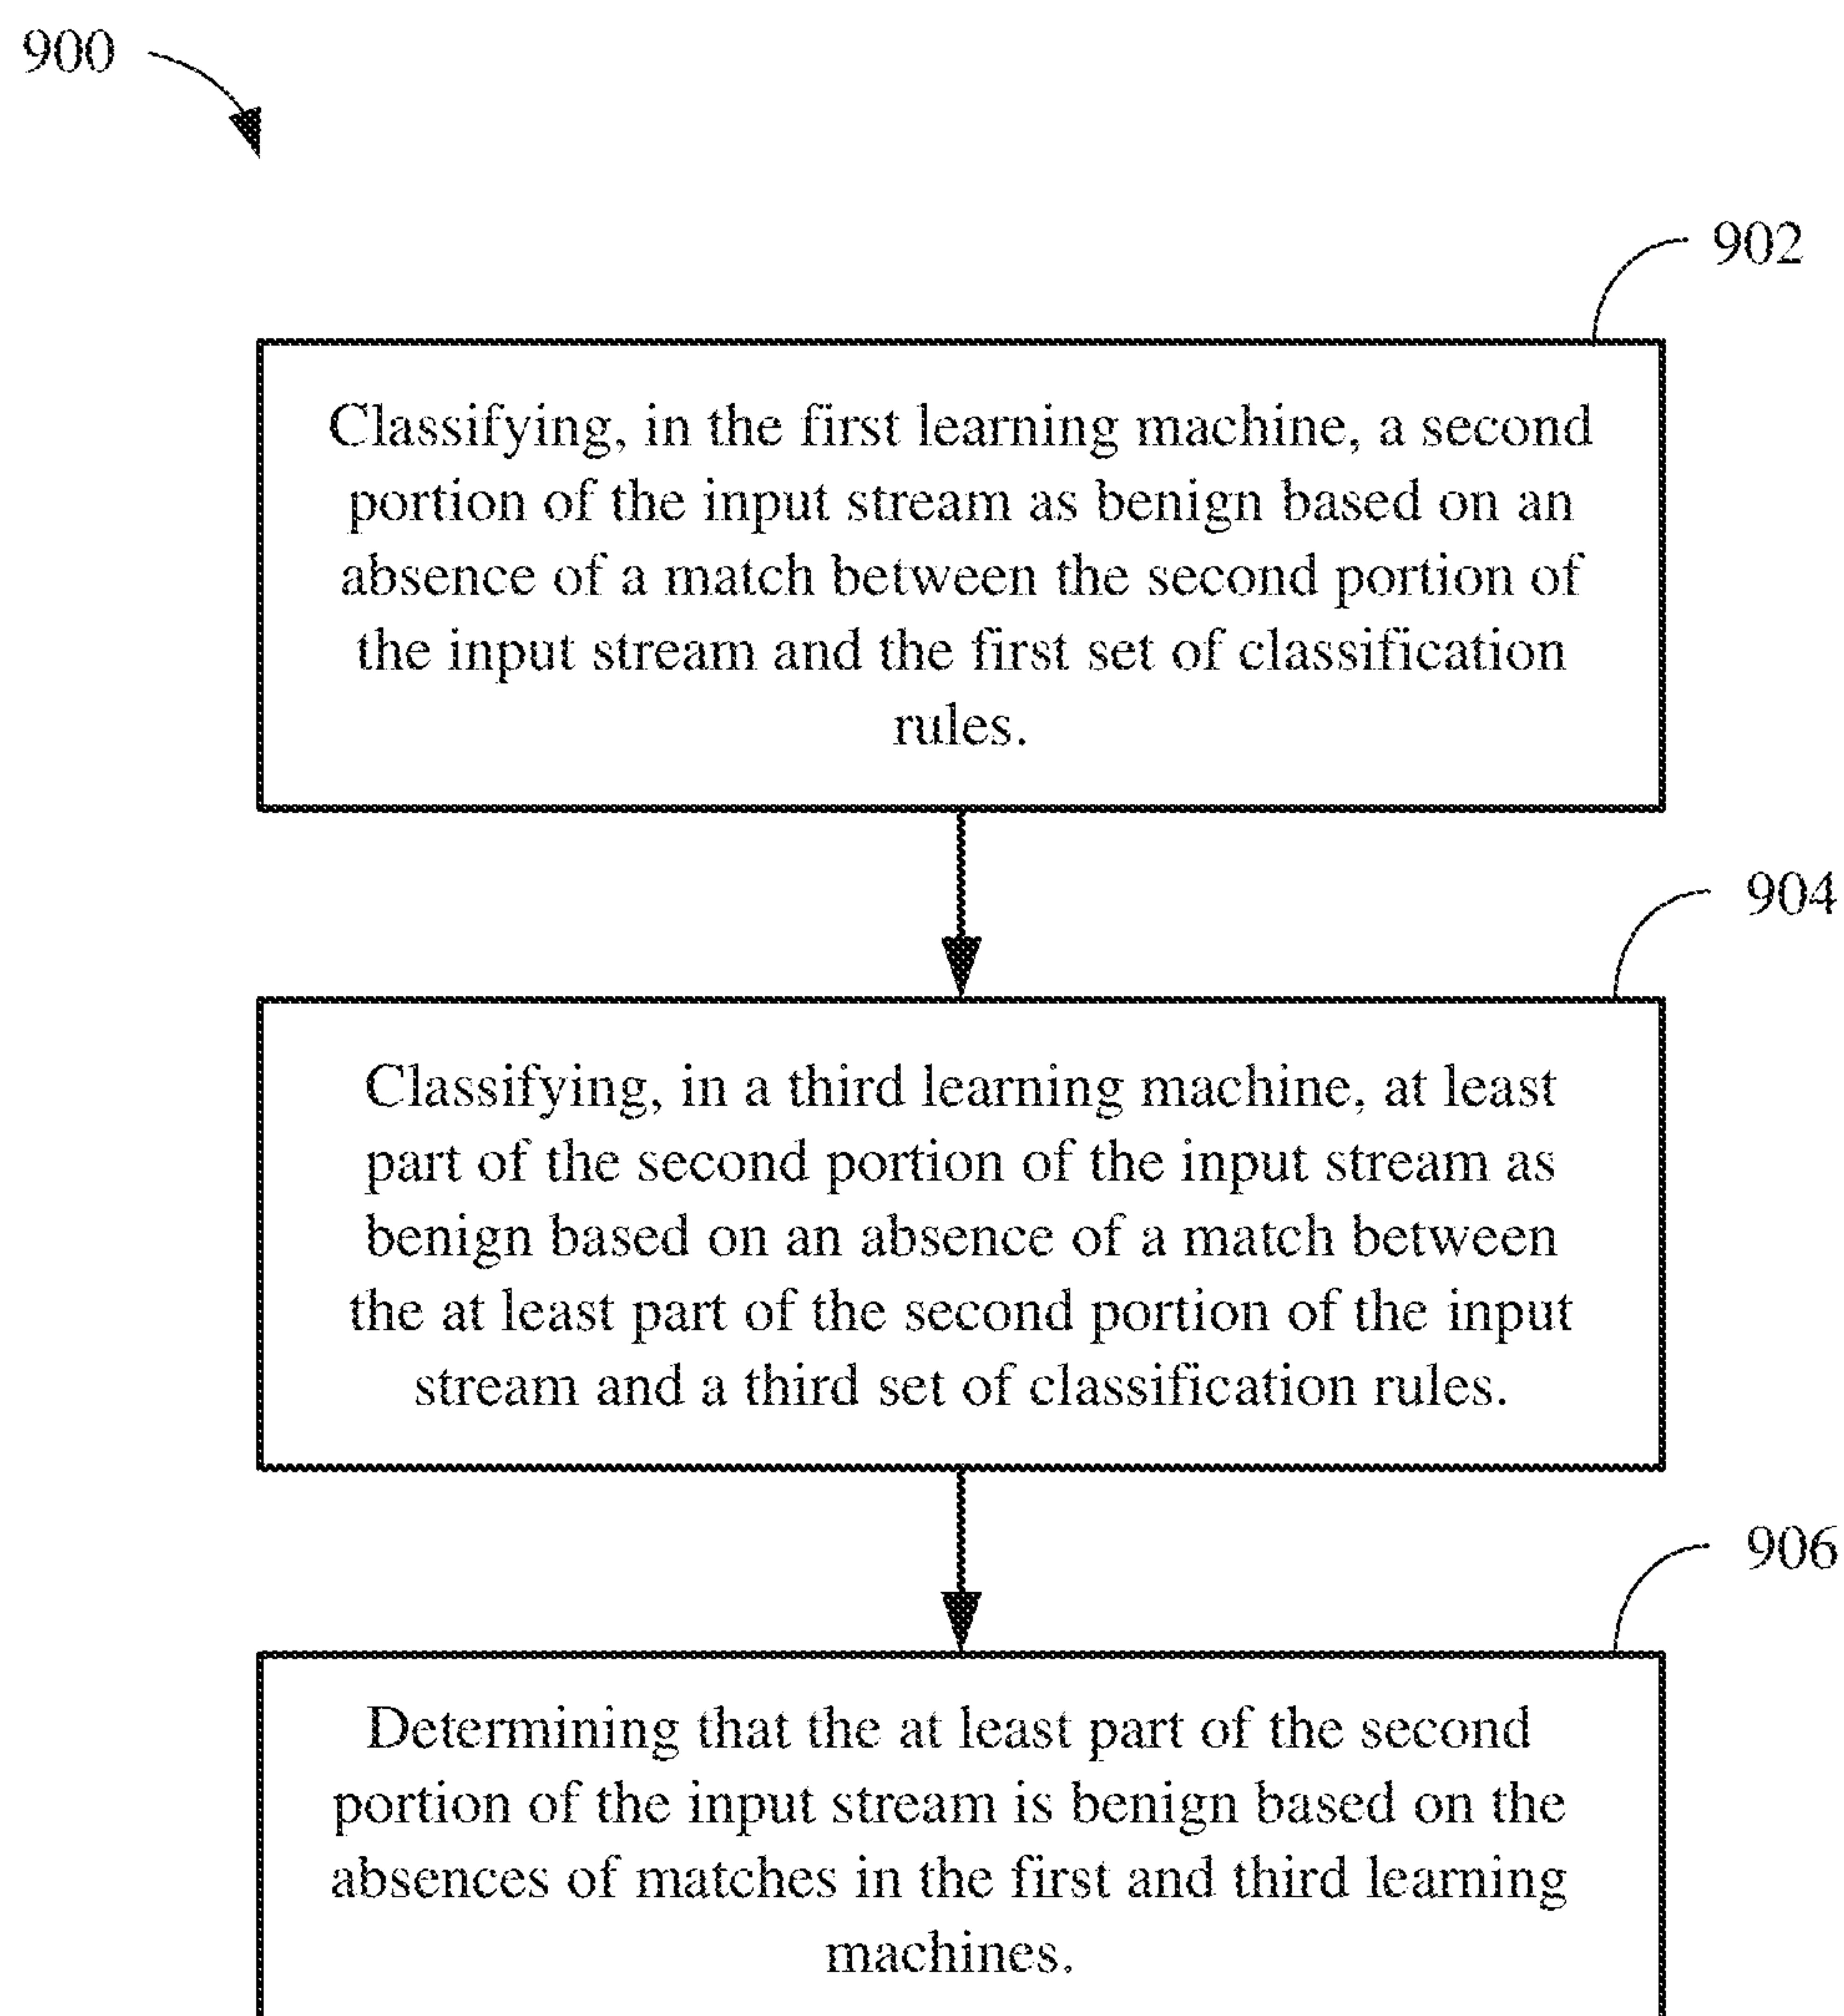 900
902
Classifying, in the first learning machine, a second
portion of the input stream as benign based on an
absence of a match between the second portion of
the input stream and the first set of classification
rules.
904
Classifying, in a third learning machine, at least
part of the second portion of the input stream as
benign based on an absence of a match between
the at least part of the second portion of the input
stream and a third set of classification rules.
906
Determining that the at least part of the second
portion of the input stream is benign based on the
absences of matches in the first and third learning
machines.